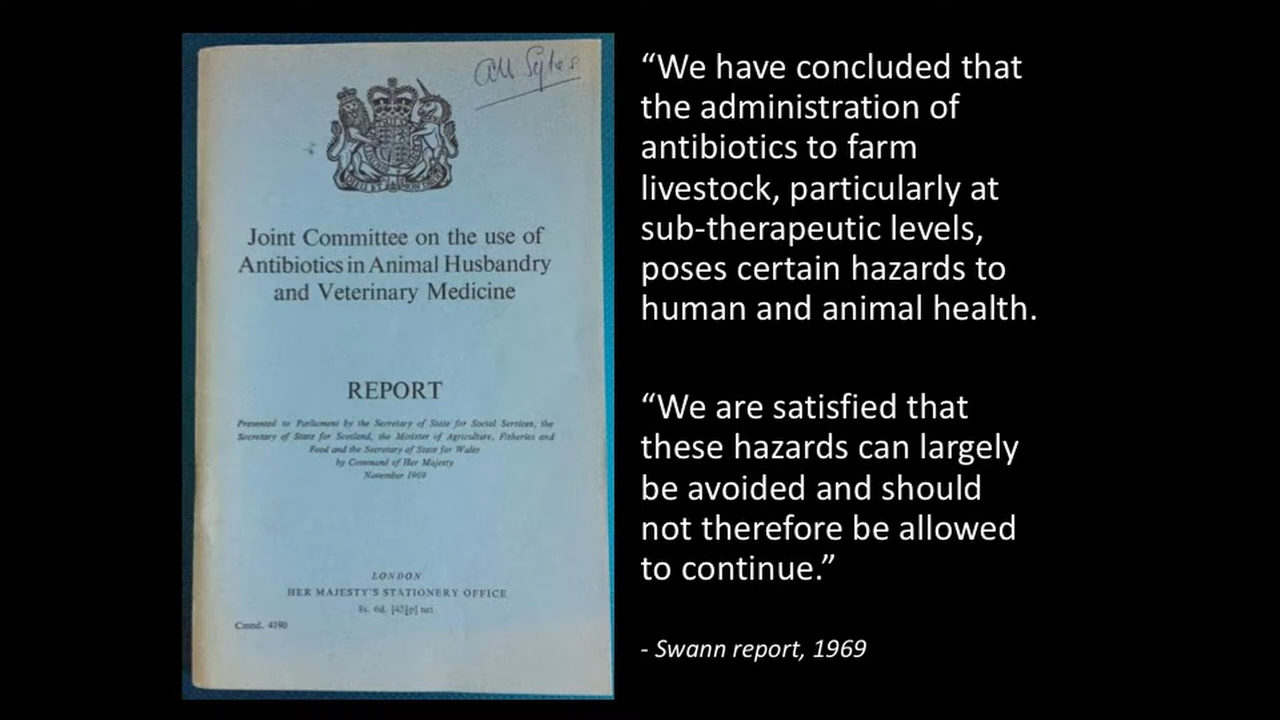 Joint Committee on the use of
Antibiotics in Animal Husbandry
and Veterinary Medicine
REPORT
Presented to Parliament by the Secretary of State for Social Services, the
Secretary of State for Scotland, the Minister of Agriculture, Fisheries and
Food and the Secretary of State for Wales
by Command of Her Majesty
November 1969
LONDON
HER MAJESTY'S STATIONERY OFFICE
8s. 6d. [42½p] net
Cmnd. 4190
“We have concluded that
the administration of
antibiotics to farm
livestock, particularly at
sub-therapeutic levels,
poses certain hazards to
human and animal health.
“We are satisfied that
these hazards can largely
be avoided and should
not therefore be allowed
to continue.”
- Swann report, 1969